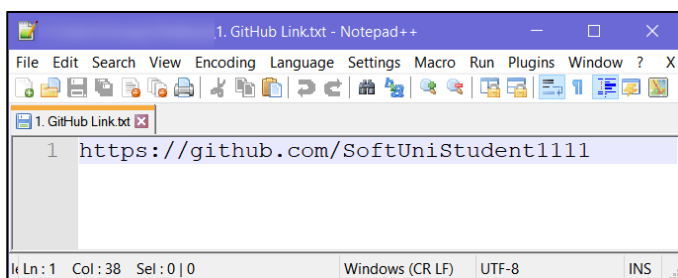 1. GitHub Link.txt - Notepad++
File Edit Search View Encoding Language Settings Macro Run Plugins Window ? X
1. GitHub Link.txt
1 https://github.com/SoftUniStudent1111
Ln : 1 Col : 38 Sel : 0 | 0 Windows (CR LF) UTF-8 INS